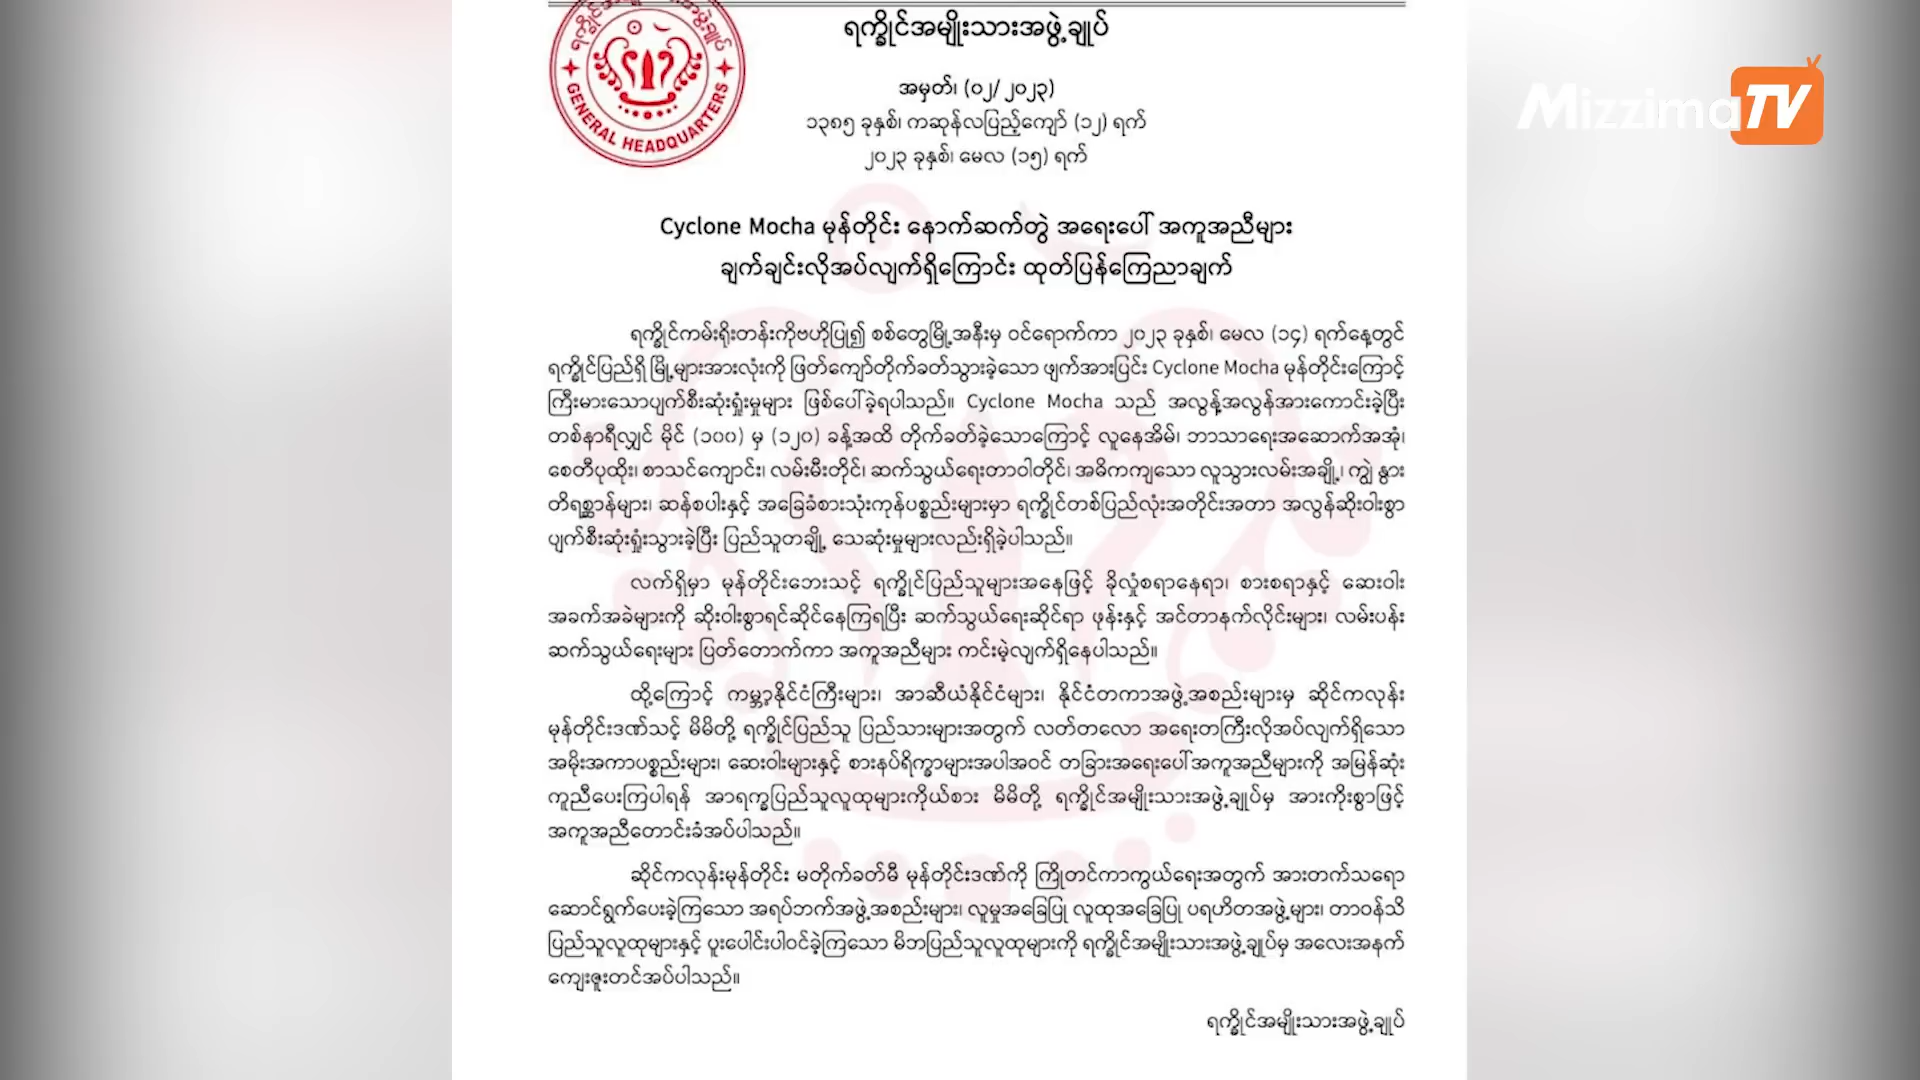 ရက္ခိုင်အမျိုးသားအဖွဲ့ချုပ်
GENERAL HEADQUARTERS
Mizzima TV
အမှတ်၊ (၀၂/၂၀၂၃)
၁၃၈၅ ခုနှစ်၊ ကဆုန်လပြည့်ကျော် (၁၂) ရက်
၂၀၂၃ ခုနှစ်၊ မေလ (၁၅) ရက်
Cyclone Mocha မုန်တိုင်း နောက်ဆက်တွဲ အရေးပေါ် အကူအညီများ
ချက်ချင်းလိုအပ်လျက်ရှိကြောင်း ထုတ်ပြန်ကြေညာချက်
ရက္ခိုင်ကမ်းရိုးတန်းကိုဗဟိုပြု၍ စစ်တွေမြို့အနီးမှ ဝင်ရောက်ကာ ၂၀၂၃ ခုနှစ်၊ မေလ (၁၄) ရက်နေ့တွင်
ရက္ခိုင်ပြည်ရှိ မြို့များအားလုံးကို ဖြတ်ကျော်တိုက်ခတ်သွားခဲ့သော ဖျက်အားပြင်း Cyclone Mocha မုန်တိုင်းကြောင့်
ကြီးမားသောပျက်စီးဆုံးရှုံးမှုများ ဖြစ်ပေါ်ခဲ့ရပါသည်။ Cyclone Mocha သည် အလွန့်အလွန်အားကောင်းခဲ့ပြီး
တစ်နာရီလျှင် မိုင် (၁၀၀) မှ (၁၂၀) ခန့်အထိ တိုက်ခတ်ခဲ့သောကြောင့် လူနေအိမ်၊ ဘာသာရေးအဆောက်အအုံ၊
စေတီပုထိုး၊ စာသင်ကျောင်း၊ လမ်းမီးတိုင်၊ ဆက်သွယ်ရေးတာဝါတိုင်၊ အဓိကကျသော လူသွားလမ်းအချို့၊ ကျွဲ နွား
တိရစ္ဆာန်များ၊ ဆန်စပါးနှင့် အခြေခံစားသုံးကုန်ပစ္စည်းများမှာ ရက္ခိုင်တစ်ပြည်လုံးအတိုင်းအတာ အလွန်ဆိုးဝါးစွာ
ပျက်စီးဆုံးရှုံးသွားခဲ့ပြီး ပြည်သူတချို့ သေဆုံးမှုများလည်းရှိခဲ့ပါသည်။
လက်ရှိမှာ မုန်တိုင်းဘေးသင့် ရက္ခိုင်ပြည်သူများအနေဖြင့် ခိုလှုံစရာနေရာ၊ စားစရာနှင့် ဆေးဝါး
အခက်အခဲများကို ဆိုးဝါးစွာရင်ဆိုင်နေကြရပြီး ဆက်သွယ်ရေးဆိုင်ရာ ဖုန်းနှင့် အင်တာနက်လိုင်းများ၊ လမ်းပန်း
ဆက်သွယ်ရေးများ ပြတ်တောက်ကာ အကူအညီများ ကင်းမဲ့လျက်ရှိနေပါသည်။
ထို့ကြောင့် ကမ္ဘာ့နိုင်ငံကြီးများ၊ အာဆီယံနိုင်ငံများ၊ နိုင်ငံတကာအဖွဲ့အစည်းများမှ ဆိုင်ကလုန်း
မုန်တိုင်းဒဏ်သင့် မိမိတို့ ရက္ခိုင်ပြည်သူ ပြည်သားများအတွက် လတ်တလော အရေးတကြီးလိုအပ်လျက်ရှိသော
အမိုးအကာပစ္စည်းများ၊ ဆေးဝါးများနှင့် စားနပ်ရိက္ခာများအပါအဝင် တခြားအရေးပေါ်အကူအညီများကို အမြန်ဆုံး
ကူညီပေးကြပါရန် အာရက္ခပြည်သူလူထုများကိုယ်စား မိမိတို့ ရက္ခိုင်အမျိုးသားအဖွဲ့ချုပ်မှ အားကိုးစွာဖြင့်
အကူအညီတောင်းခံအပ်ပါသည်။
ဆိုင်ကလုန်းမုန်တိုင်း မတိုက်ခတ်မီ မုန်တိုင်းဒဏ်ကို ကြိုတင်ကာကွယ်ရေးအတွက် အားတက်သရော
ဆောင်ရွက်ပေးခဲ့ကြသော အရပ်ဘက်အဖွဲ့အစည်းများ၊ လူမှုအခြေပြု လူထုအခြေပြု ပရဟိတအဖွဲ့များ၊ တာဝန်သိ
ပြည်သူလူထုများနှင့် ပူးပေါင်းပါဝင်ခဲ့ကြသော မိဘပြည်သူလူထုများကို ရက္ခိုင်အမျိုးသားအဖွဲ့ချုပ်မှ အလေးအနက်
ကျေးဇူးတင်အပ်ပါသည်။
ရက္ခိုင်အမျိုးသားအဖွဲ့ချုပ်